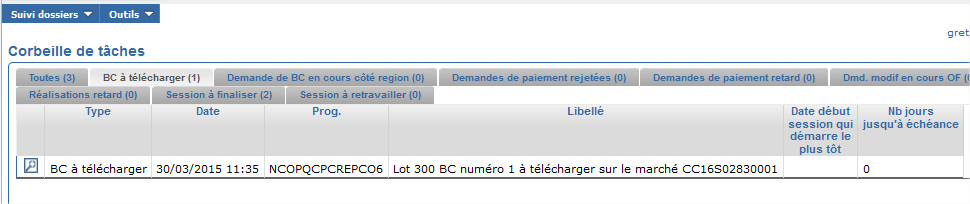 Suivi dossiers Outils
gret
Corbeille de tâches
Toutes (3) BC à télécharger (1) Demande de BC en cours côté region (0) Demandes de paiement rejetées (0) Demandes de paiement retard (0) Dmd. modif en cours OF (
Réalisations retard (0) Session à finaliser (2) Session à retravailler (0)
Type Date Prog. Libellé Date début session qui démarre le plus tôt Nb jours jusqu'à échéance
BC à télécharger 30/03/2015 11:35 NCOPQCPCREPCO6 Lot 300 BC numéro 1 à télécharger sur le marché CC16S02830001 0